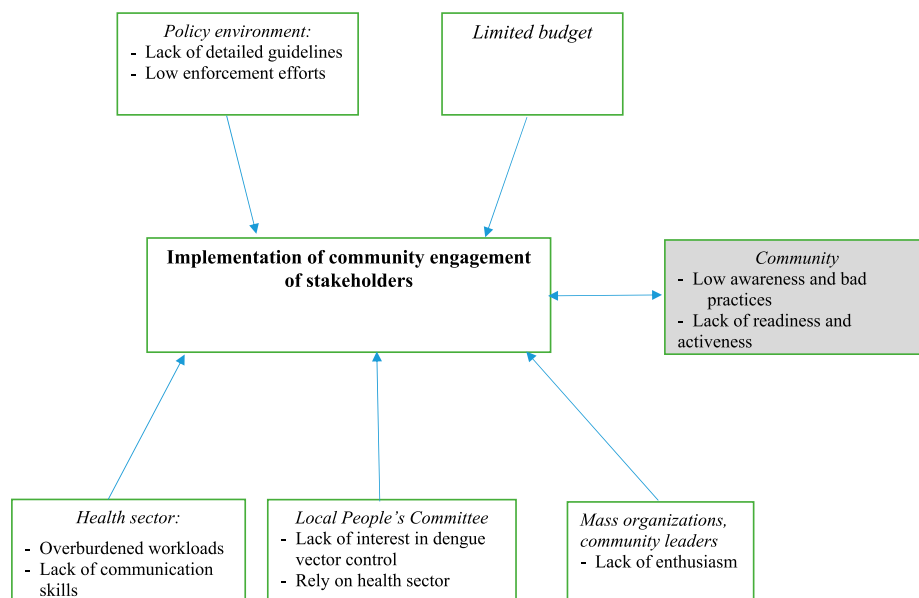 Policy environment:
- Lack of detailed guidelines
- Low enforcement efforts
Limited budget
Implementation of community engagement
of stakeholders
Community
- Low awareness and bad
practices
- Lack of readiness and
activeness
Health sector:
- Overburdened workloads
- Lack of communication
skills
Local People’s Committee
- Lack of interest in dengue
vector control
- Rely on health sector
Mass organizations,
community leaders
- Lack of enthusiasm